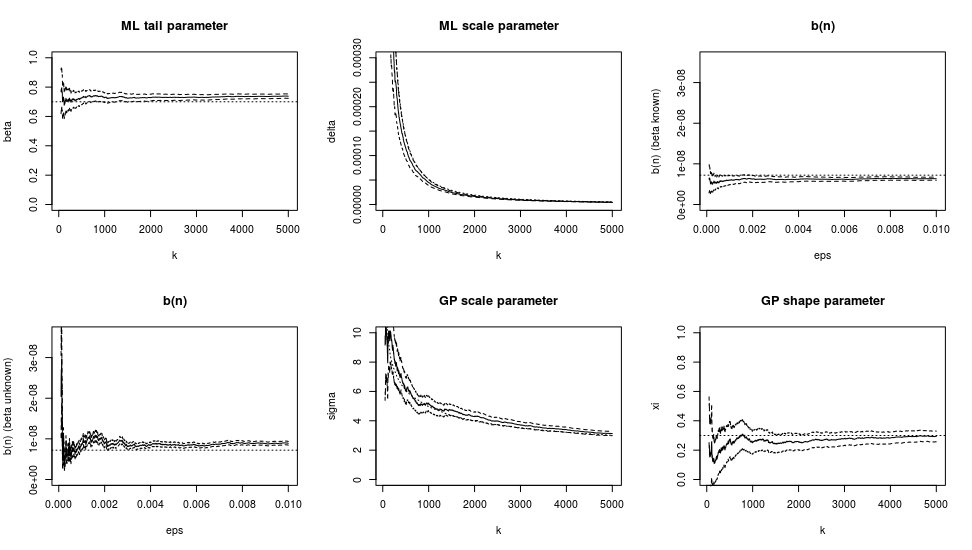 ML tail parameter
beta
0.0 0.2 0.4 0.6 0.8 1.0
0 1000 2000 3000 4000 5000
k
ML scale parameter
delta
0.00000 0.00010 0.00020 0.00030
0 1000 2000 3000 4000 5000
k
b(n)
b(n) (beta known)
0e+00 1e-08 2e-08 3e-08
0.000 0.002 0.004 0.006 0.008 0.010
eps
b(n)
b(n) (beta unknown)
0e+00 1e-08 2e-08 3e-08
0.000 0.002 0.004 0.006 0.008 0.010
eps
GP scale parameter
sigma
0 2 4 6 8 10
0 1000 2000 3000 4000 5000
k
GP shape parameter
xi
0.0 0.2 0.4 0.6 0.8 1.0
0 1000 2000 3000 4000 5000
k